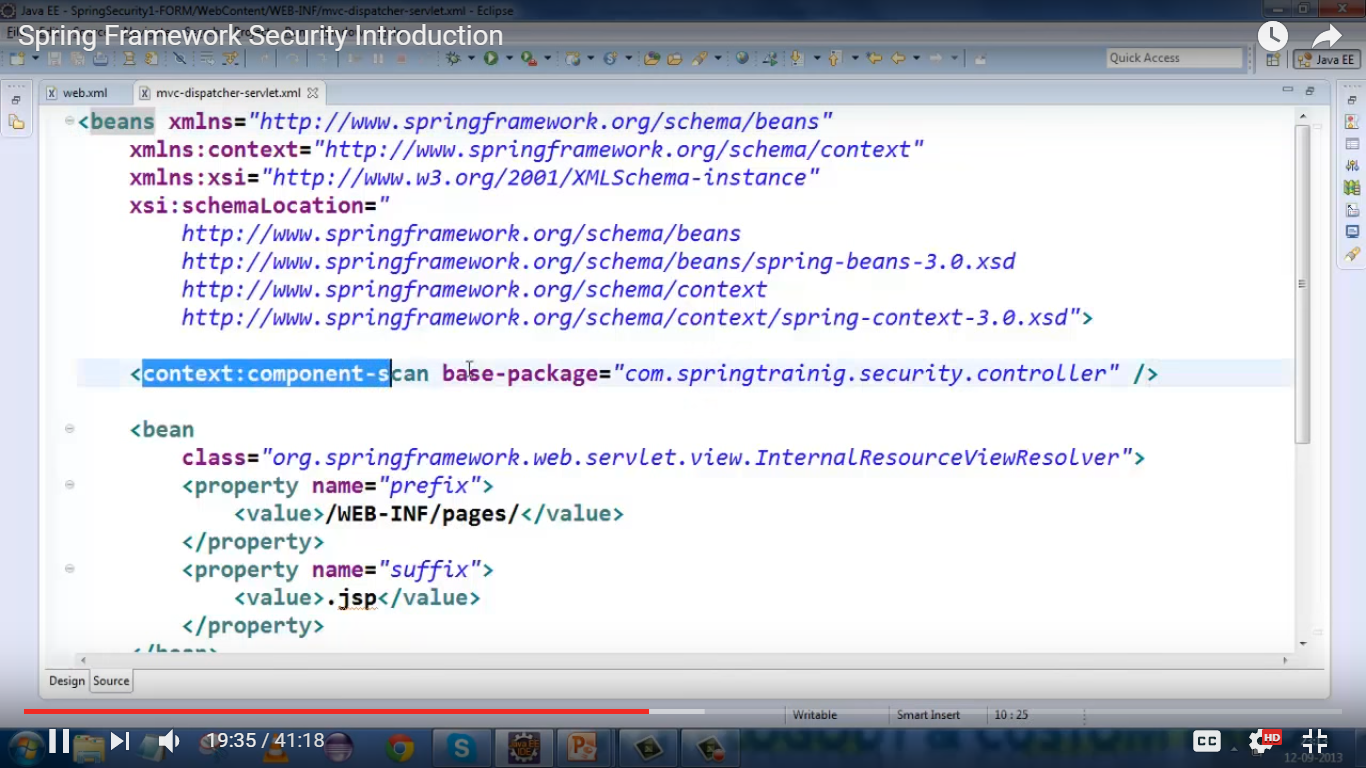 Java EE - SpringSecurity1-FORM/WebContent/WEB-INF/mvc-dispatcher-servlet.xml - Eclipse
Spring Framework Security Introduction
Quick Access
Java EE
web.xml
mvc-dispatcher-servlet.xml
<beans xmlns="http://www.springframework.org/schema/beans"
xmlns:context="http://www.springframework.org/schema/context"
xmlns:xsi="http://www.w3.org/2001/XMLSchema-instance"
xsi:schemaLocation="
http://www.springframework.org/schema/beans
http://www.springframework.org/schema/beans/spring-beans-3.0.xsd
http://www.springframework.org/schema/context
http://www.springframework.org/schema/context/spring-context-3.0.xsd">
<context:component-scan base-package="com.springtrainig.security.controller" />
<bean
class="org.springframework.web.servlet.view.InternalResourceViewResolver">
<property name="prefix">
<value>/WEB-INF/pages/</value>
</property>
<property name="suffix">
<value>.jsp</value>
</property>
</bean>
Design
Source
Writable
Smart Insert
10 : 25
19:35 / 41:18
S
Java EE
IDE
P
CC
HD
12-09-2013